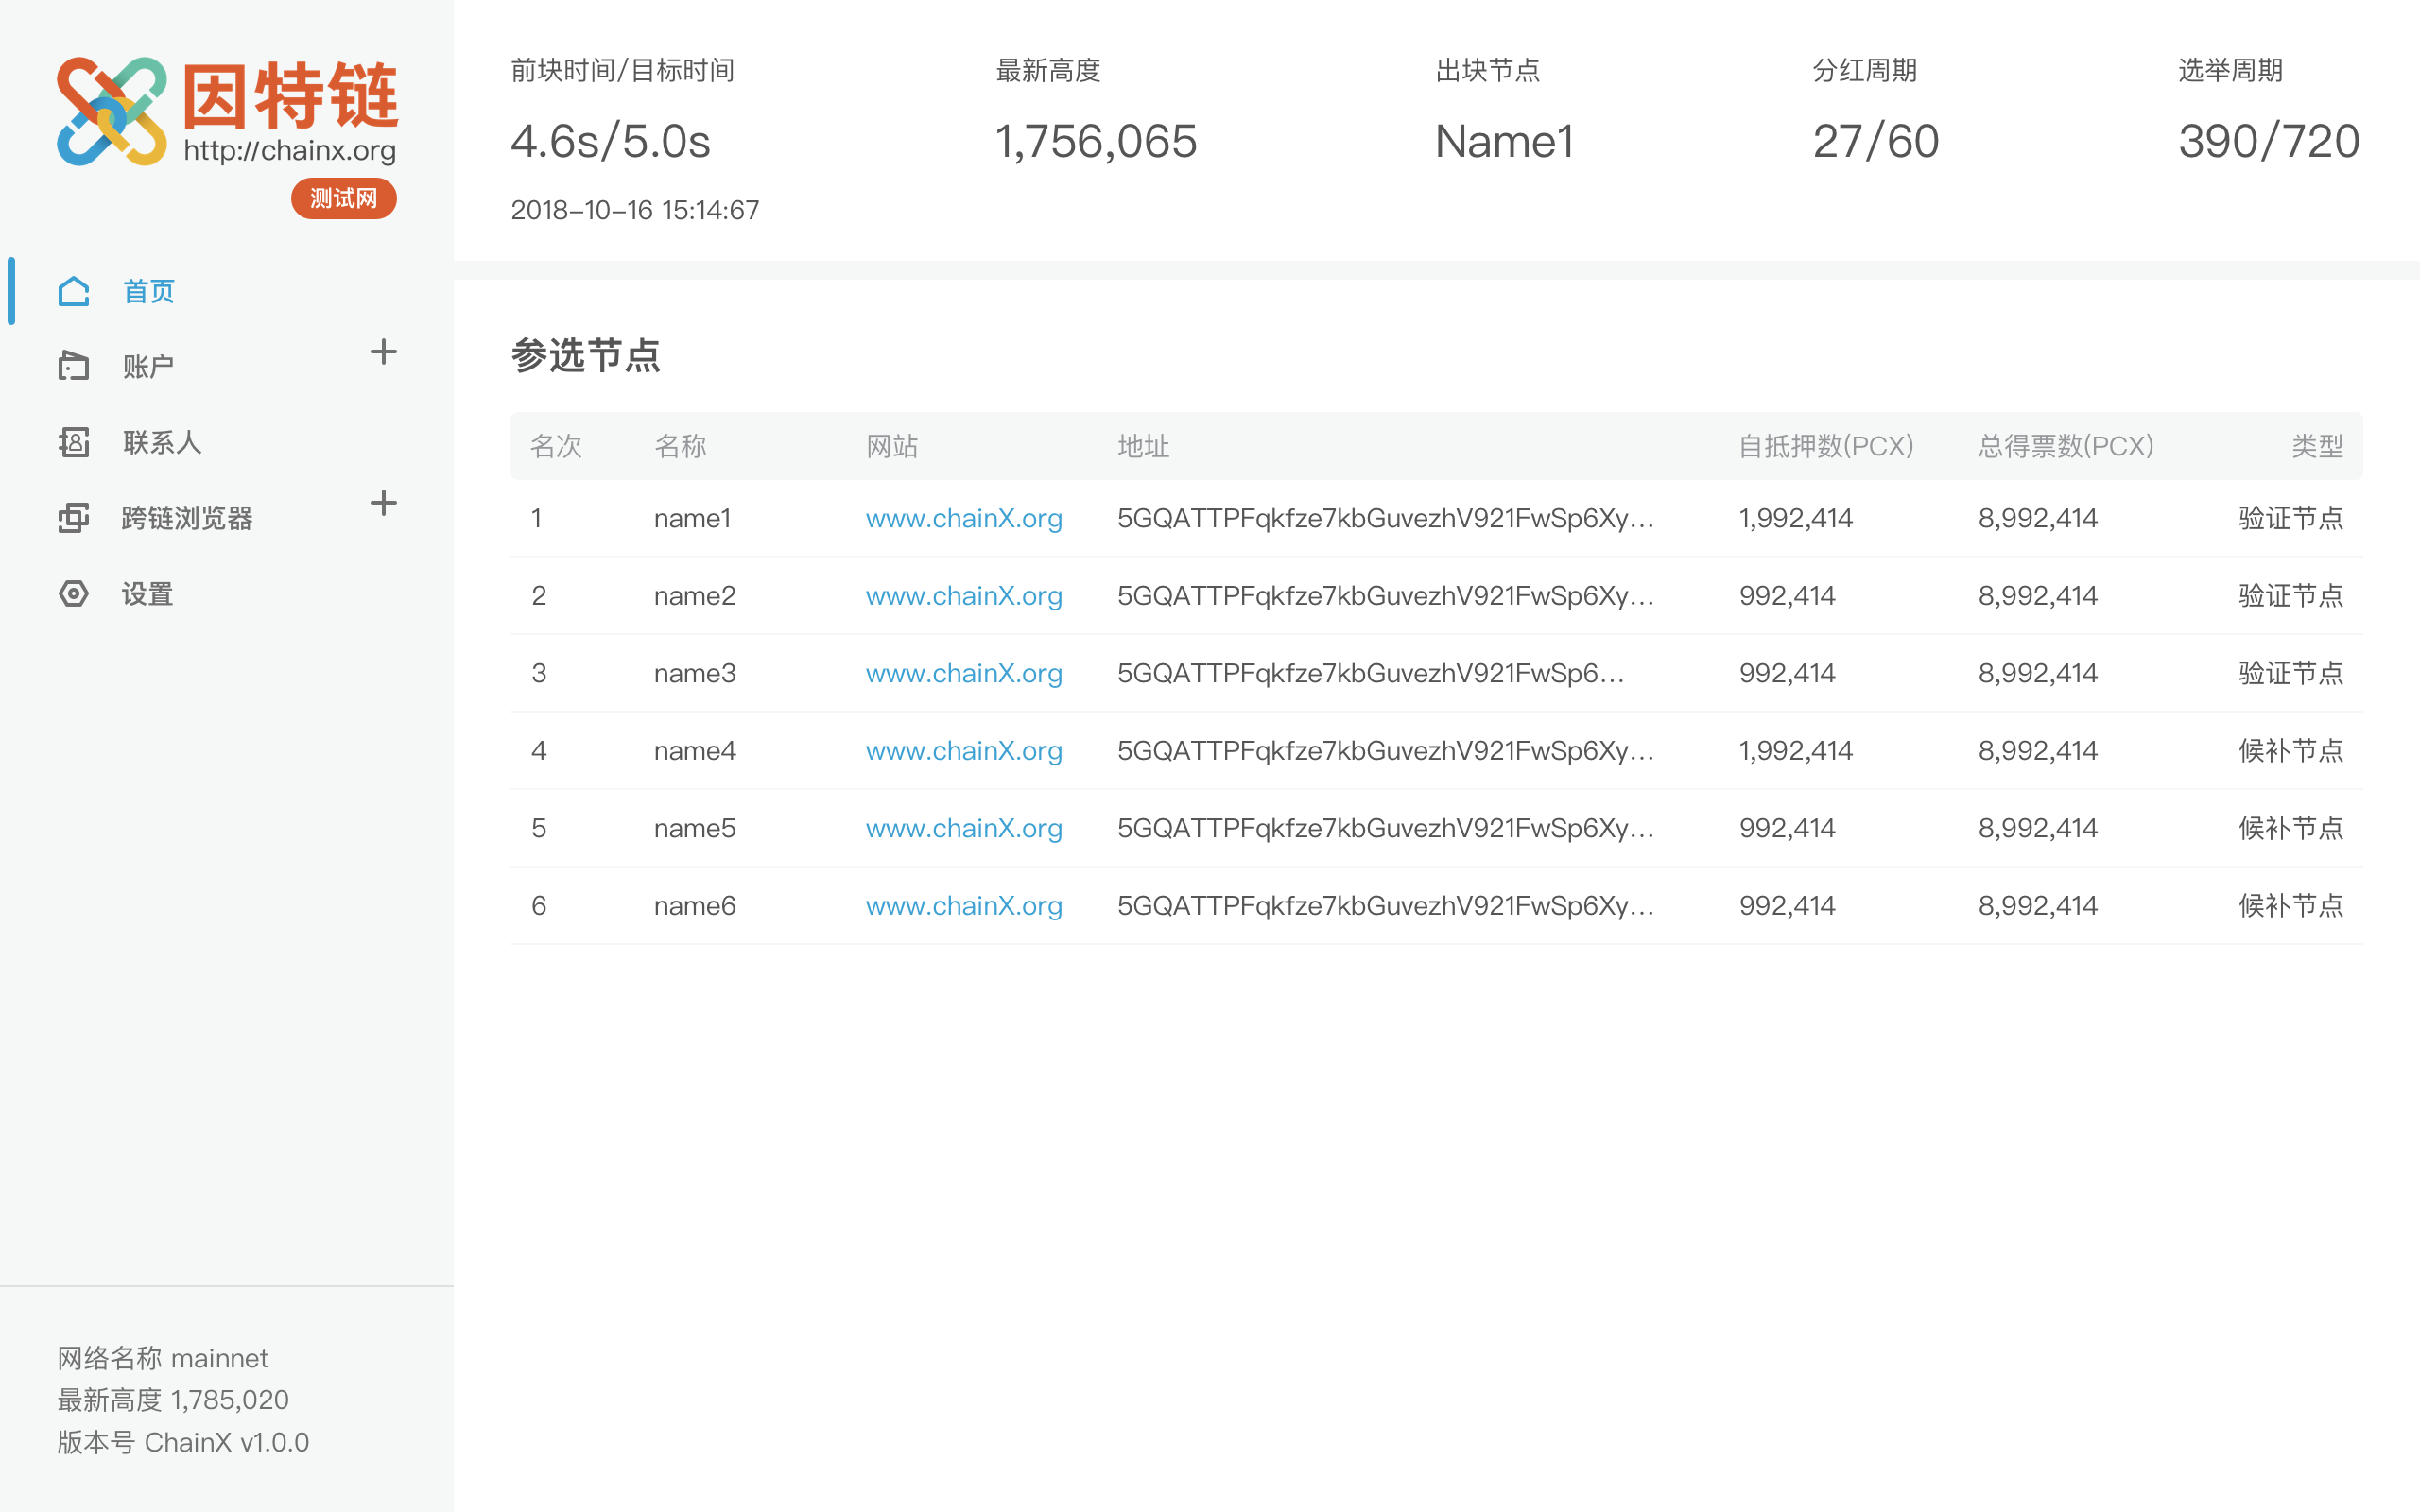 因特链
http://chainx.org
测试网
首页
账户
联系人
跨链浏览器
设置
网络名称 mainnet
最新高度 1,785,020
版本号 ChainX v1.0.0
前块时间/目标时间 最新高度 出块节点 分红周期 选举周期
4.6s/5.0s 1,756,065 Name1 27/60 390/720
2018-10-16 15:14:67
参选节点
名次 名称 网站 地址 自抵押数(PCX) 总得票数(PCX) 类型
1 name1 www.chainX.org 5GQATTPFqkfze7kbGuvezhV921FwSp6Xy... 1,992,414 8,992,414 验证节点
2 name2 www.chainX.org 5GQATTPFqkfze7kbGuvezhV921FwSp6Xy... 992,414 8,992,414 验证节点
3 name3 www.chainX.org 5GQATTPFqkfze7kbGuvezhV921FwSp6... 992,414 8,992,414 验证节点
4 name4 www.chainX.org 5GQATTPFqkfze7kbGuvezhV921FwSp6Xy... 1,992,414 8,992,414 候补节点
5 name5 www.chainX.org 5GQATTPFqkfze7kbGuvezhV921FwSp6Xy... 992,414 8,992,414 候补节点
6 name6 www.chainX.org 5GQATTPFqkfze7kbGuvezhV921FwSp6Xy... 992,414 8,992,414 候补节点